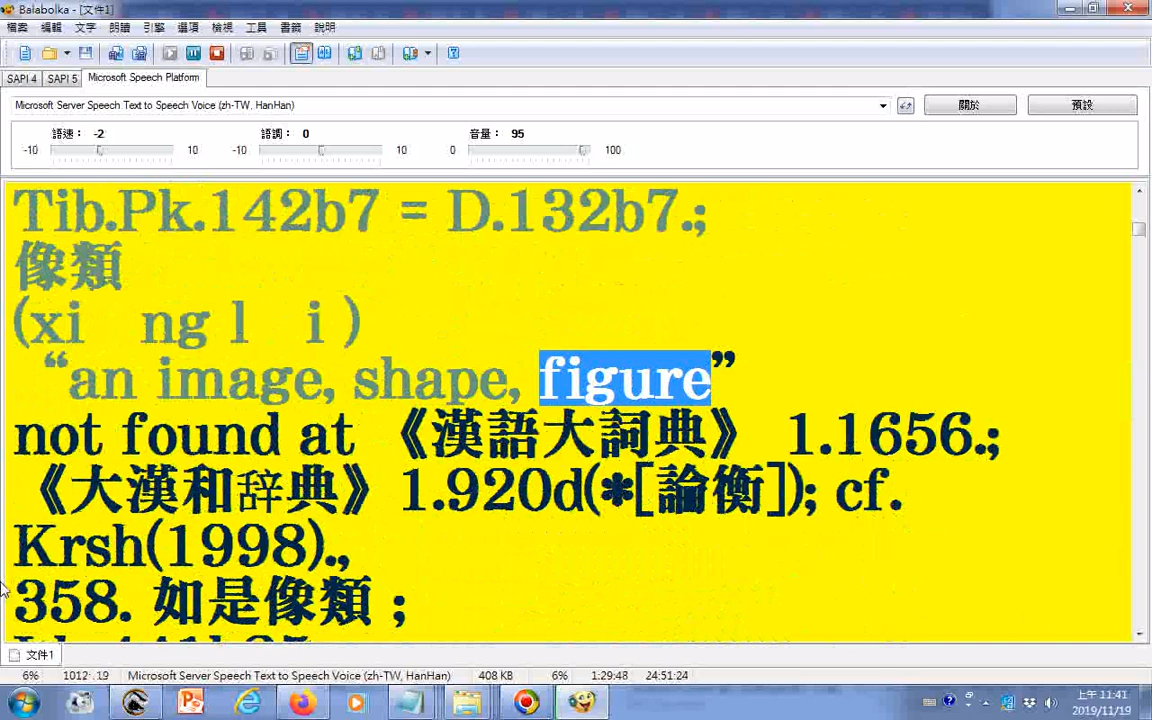 Balabolka - [文件1]
檔案 編輯 文字 朗讀 引擎 選項 檢視 工具 書籤 說明
SAPI 4 SAPI 5 Microsoft Speech Platform
Microsoft Server Speech Text to Speech Voice (zh-TW, HanHan) 關於 預設
語速： -2 語調： 0 音量： 95
-10 10 -10 10 0 100
Tib.Pk.142b7 = D.132b7.;
像類
(xi ng l i )
“an image, shape, figure”
not found at 《漢語大詞典》 1.1656.;
《大漢和辞典》1.920d(*[論衡]); cf.
Krsh(1998).,
358. 如是像類；
文件1
6% 1012: 19 Microsoft Server Speech Text to Speech Voice (zh-TW, HanHan) 408 KB 6% 1:29:48 24:51:24
上午 11:41
2019/11/19